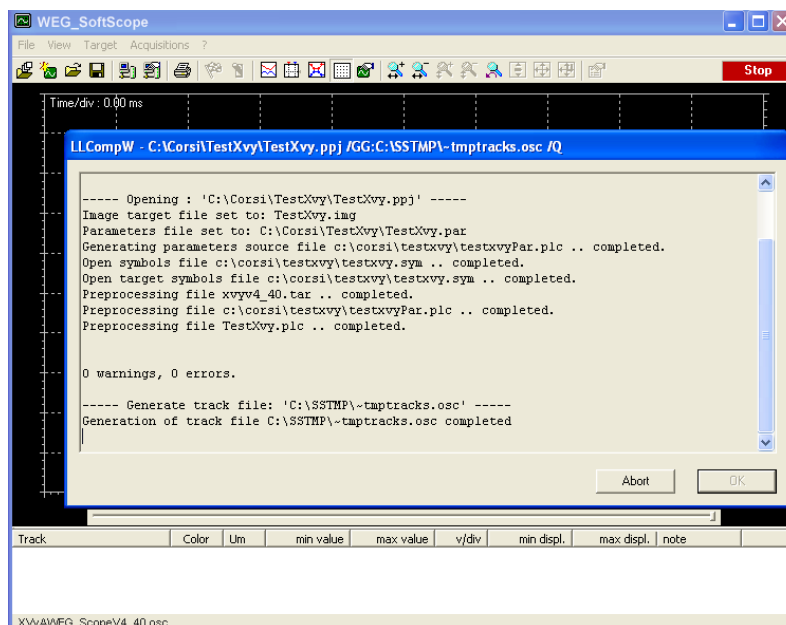 WEG_SoftScope
File View Target Acquisitions ?
Stop
Time/div : 0.00 ms
LLCompW - C:\Corsi\TestXvy\TestXvy.ppj /GG:C:\SSTMP\~tmptracks.osc /Q
----- Opening : 'C:\Corsi\TestXvy\TestXvy.ppj' -----
Image target file set to: TestXvy.img
Parameters file set to: C:\Corsi\TestXvy\TestXvy.par
Generating parameters source file c:\corsi\testxvy\testxvyPar.plc .. completed.
Open symbols file c:\corsi\testxvy\testxvy.sym .. completed.
Open target symbols file c:\corsi\testxvy\testxvy.sym .. completed.
Preprocessing file xvyv4_40.tar .. completed.
Preprocessing file c:\corsi\testxvy\testxvyPar.plc .. completed.
Preprocessing file TestXvy.plc .. completed.
0 warnings, 0 errors.
----- Generate track file: 'C:\SSTMP\~tmptracks.osc' -----
Generation of track file C:\SSTMP\~tmptracks.osc completed
Abort OK
Track Color Um min value max value v/div min displ. max displ. note
XVyAWEG_ScopeV4_40.osc